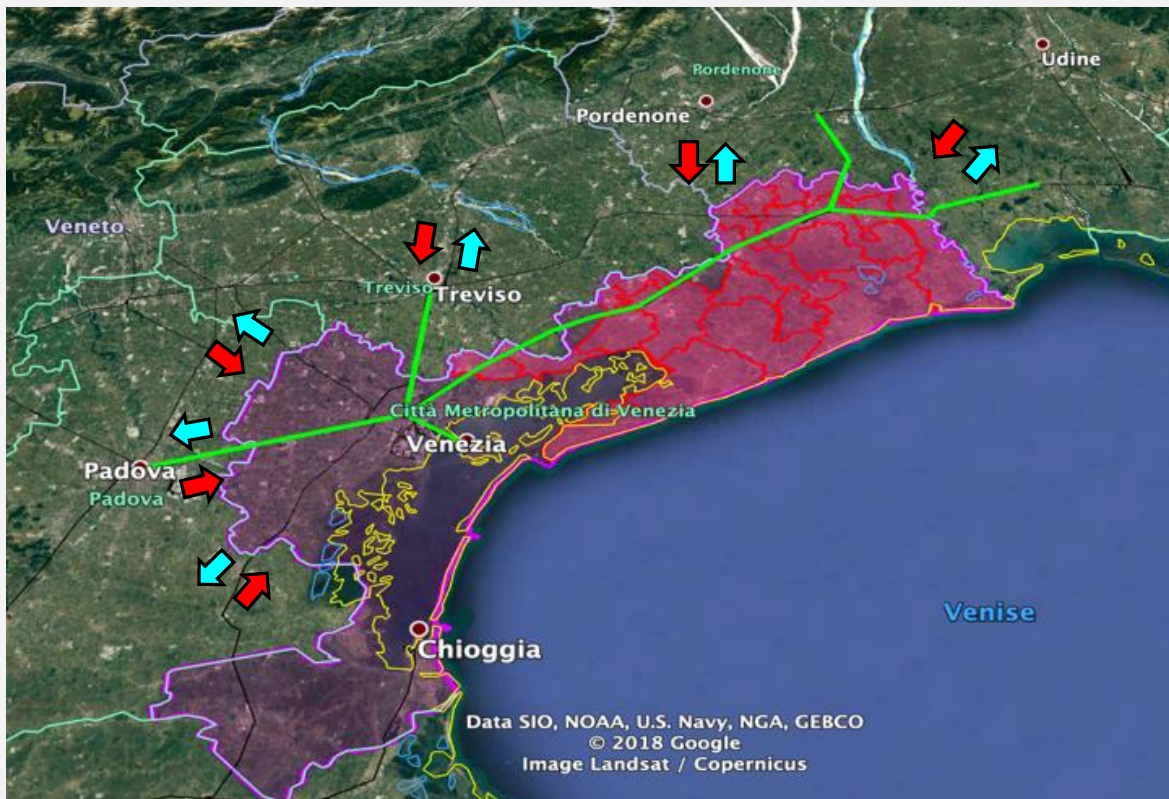 Udine
Pordenone
Pordenone
Veneto
Treviso
Treviso
Città Metropolitana di Venezia
Venezia
Padova
Padova
Venise
Chioggia
Data SIO, NOAA, U.S. Navy, NGA, GEBCO
© 2018 Google
Image Landsat / Copernicus